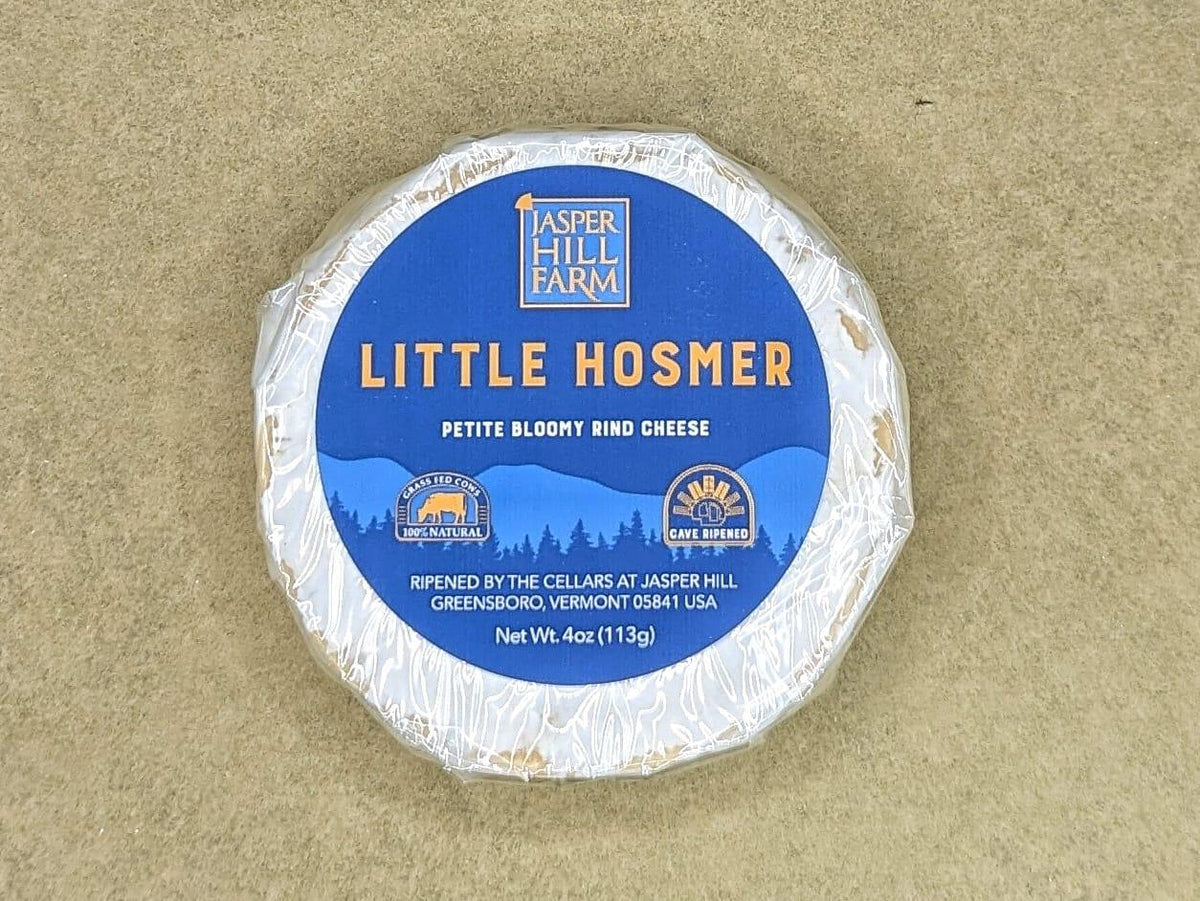 JASPER
HILL
FARM
LITTLE HOSMER
PETITE BLOOMY RIND CHEESE
GRASS FED COWS
100% NATURAL
CAVE RIPENED
RIPENED BY THE CELLARS AT JASPER HILL
GREENSBORO, VERMONT 05841 USA
Net Wt. 4oz (113g)